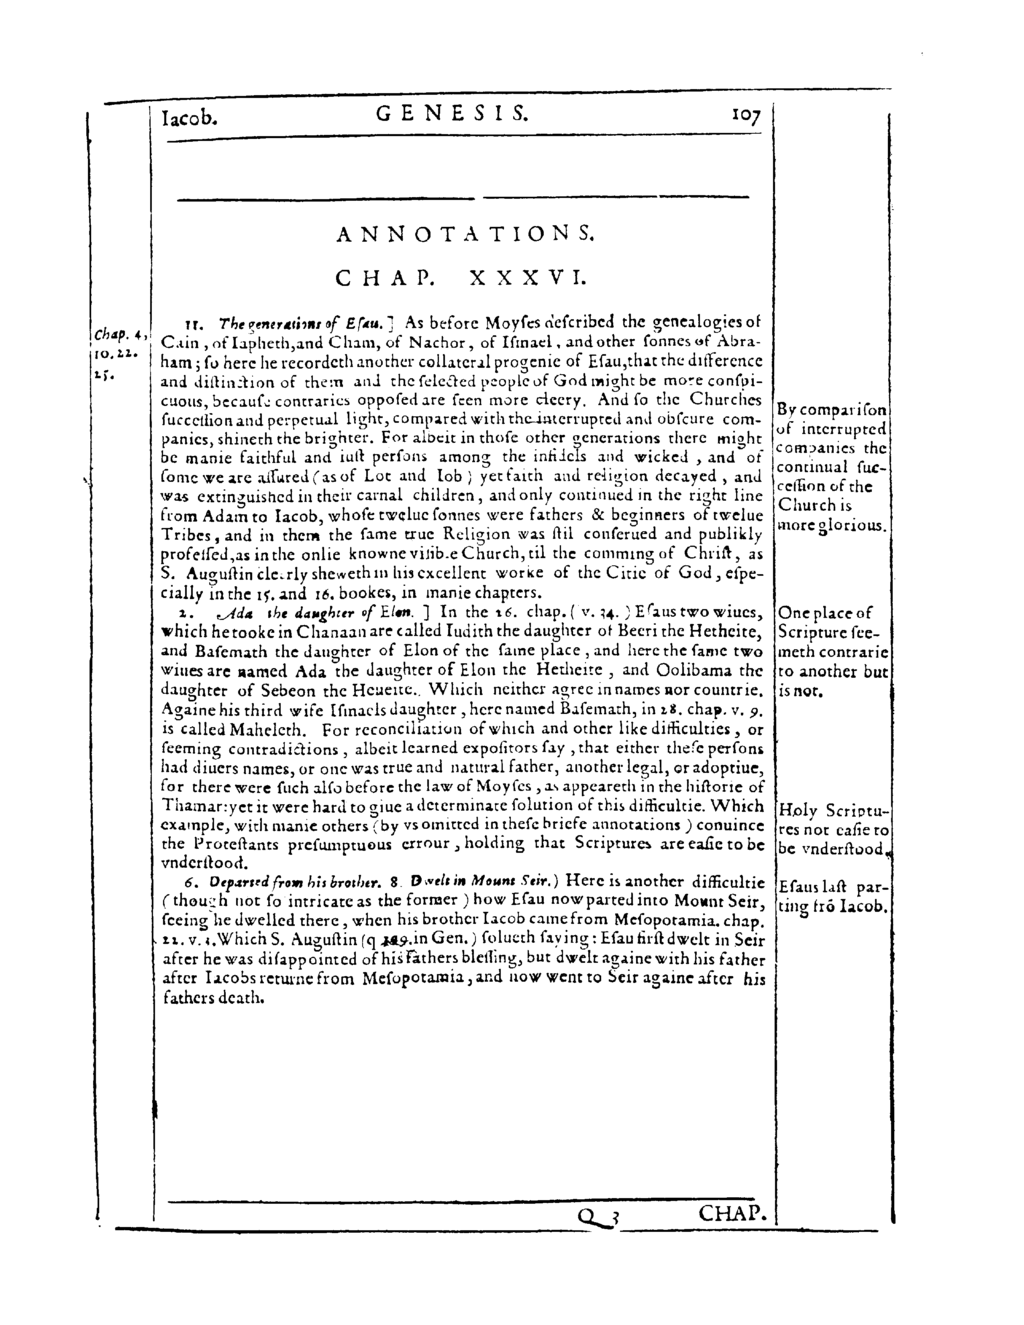 Iacob. GENESIS. 107
ANNOTATIONS.
CHAP. XXXVI.
Chap. 4,
10. 22.
25.
11. The generations of Eſau. ] As before Moyſes deſcribed the genealogies of
Cain , of Iapheth,and Cham, of Nachor , of Iſmael , and other ſonnes of Abra-
ham ; ſo here he recordeth another collateral progenie of Eſau,that the difference
and diſtinction of them and the ſelected people of God might be more conſpi-
cuous, becauſe contraries oppoſed are ſeen more cleery. And ſo the Churches
ſucceſſion and perpetual light, compared with the interrupted and obſcure com-
panies, shineth the brighter. For albeit in thoſe other generations there might
be manie faithful and iuſt perſons among the infidels and wicked , and of
ſome we are aſſured ( as of Lot and Iob ) yet faith and religion decayed , and
was extinguished in their carnal children , and only continued in the right line
from Adam to Iacob, whoſe twelue ſonnes were fathers & beginners of twelue
Tribes , and in them the ſame true Religion was ſtil conſerued and publikly
profeſſed,as in the onlie knowne viſible Church, til the comming of Chriſt , as
S. Auguſtin clearly sheweth in his excellent worke of the Citie of God , eſpe-
cially in the 15. and 16. bookes, in manie chapters.
2. Ada the daughter of Elon. ] In the 26. chap. ( v. 34. ) Eſaus two wiues,
which he tooke in Chanaan are called Iudith the daughter of Beeri the Hetheite,
and Baſemath the daughter of Elon of the ſame place , and here the ſame two
wiues are named Ada the daughter of Elon the Hetheite , and Oolibama the
daughter of Sebeon the Heueite. Which neither agree in names nor countrie.
Againe his third wife Iſmaels daughter , here named Baſemath, in 28. chap. v. 9.
is called Maheleth. For reconciliation of which and other like difficulties , or
ſeeming contradictions , albeit learned expoſitors ſay , that either theſe perſons
had diuers names, or one was true and natural father, another legal, or adoptiue,
for there were ſuch alſo before the law of Moyſes , as appeareth in the hiſtorie of
Thamar:yet it were hard to giue a determinate ſolution of this difficultie. Which
example, with manie others ( by vs omitted in theſe briefe annotations ) conuince
the Proteſtants preſumptuous errour , holding that Scriptures are eaſie to be
vnderſtood.
6. Departed from his brother. 8. Dwelt in Mount Seir. ) Here is another difficultie
( though not ſo intricate as the former ) how Eſau now parted into Mount Seir,
ſeeing he dwelled there , when his brother Iacob came from Meſopotamia. chap.
Which S. Auguſtin (q in Gen. ) ſolueth ſaying : Eſau firſt dwelt in Seir
after he was diſappointed of his fathers bleſſing, but dwelt againe with his father
after Iacobs returne from Meſopotamia , and now went to Seir againe after his
fathers death.
By compariſon
of interrupted
companies the
continual ſuc-
ceſſion of the
Church is
more glorious.
One place of
Scripture ſee-
meth contrarie
to another but
is not.
Holy Scriptu-
res not eaſie to
be vnderſtood.
Eſaus laſt par-
ting frõ Iacob.
Q 3 CHAP.